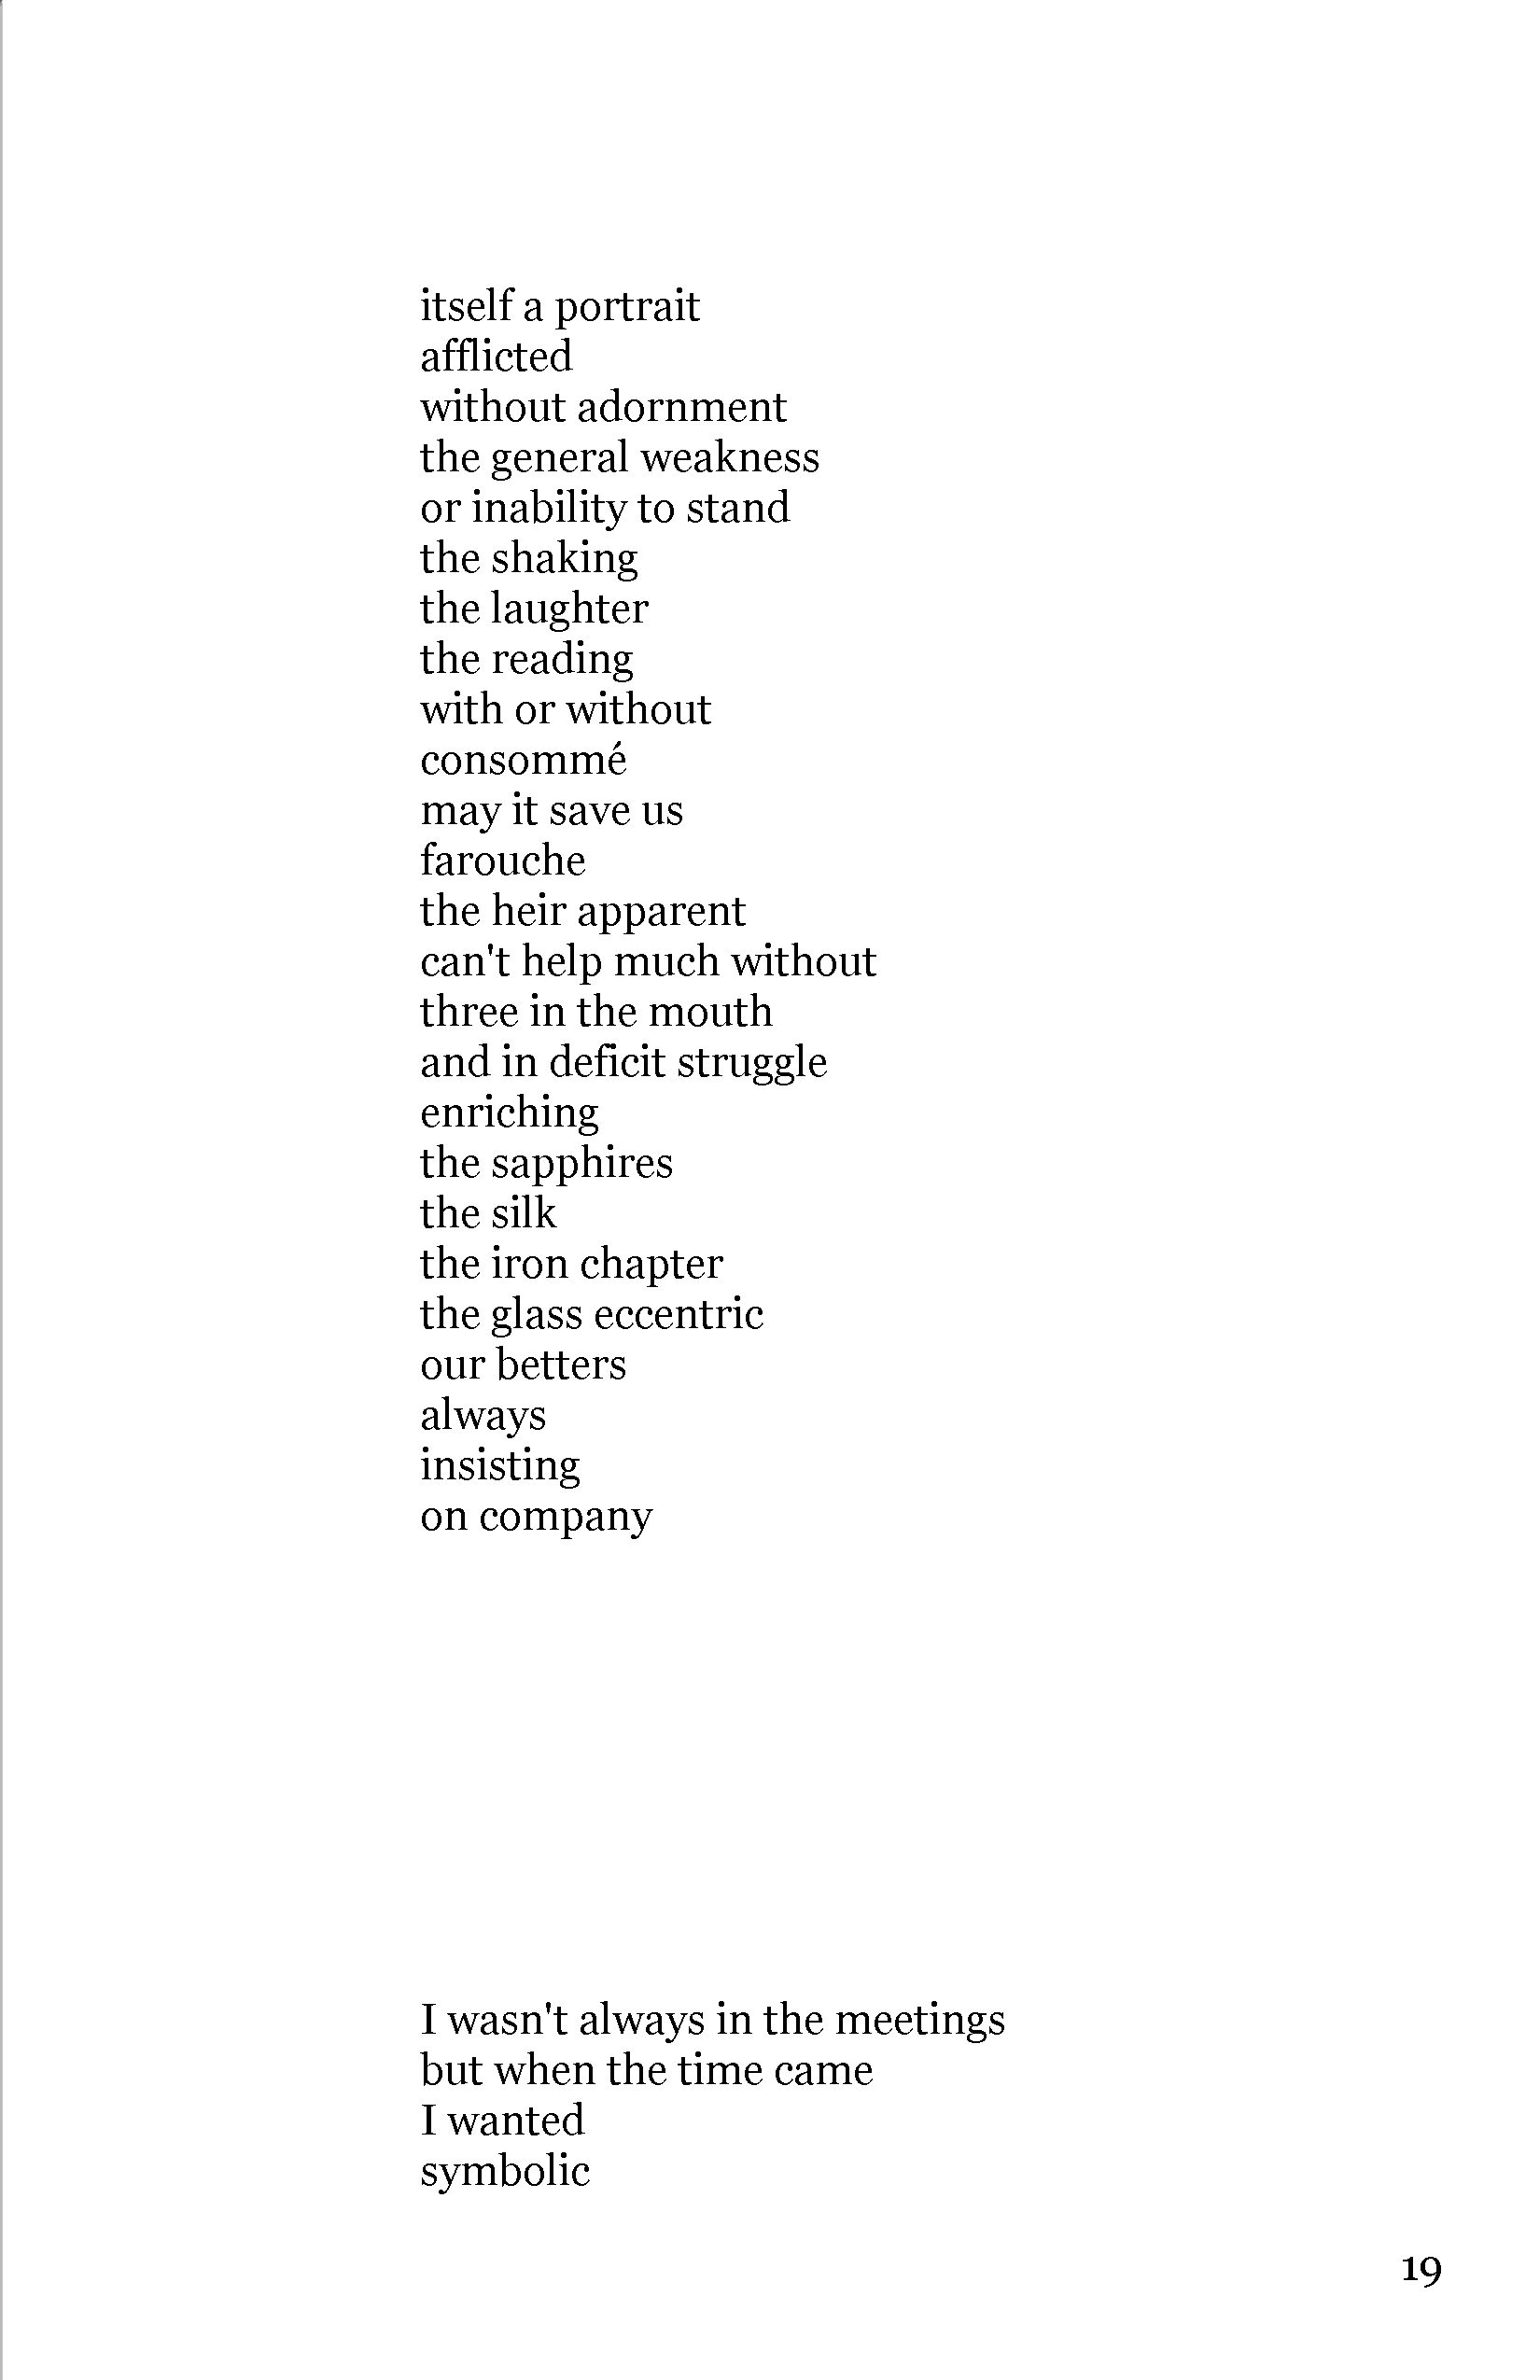 itself a portrait
afflicted
without adornment
the general weakness
or inability to stand
the shaking
the laughter
the reading
with or without
consommé
may it save us
farouche
the heir apparent
can't help much without
three in the mouth
and in deficit struggle
enriching
the sapphires
the silk
the iron chapter
the glass eccentric
our betters
always
insisting
on company
I wasn't always in the meetings
but when the time came
I wanted
symbolic
19